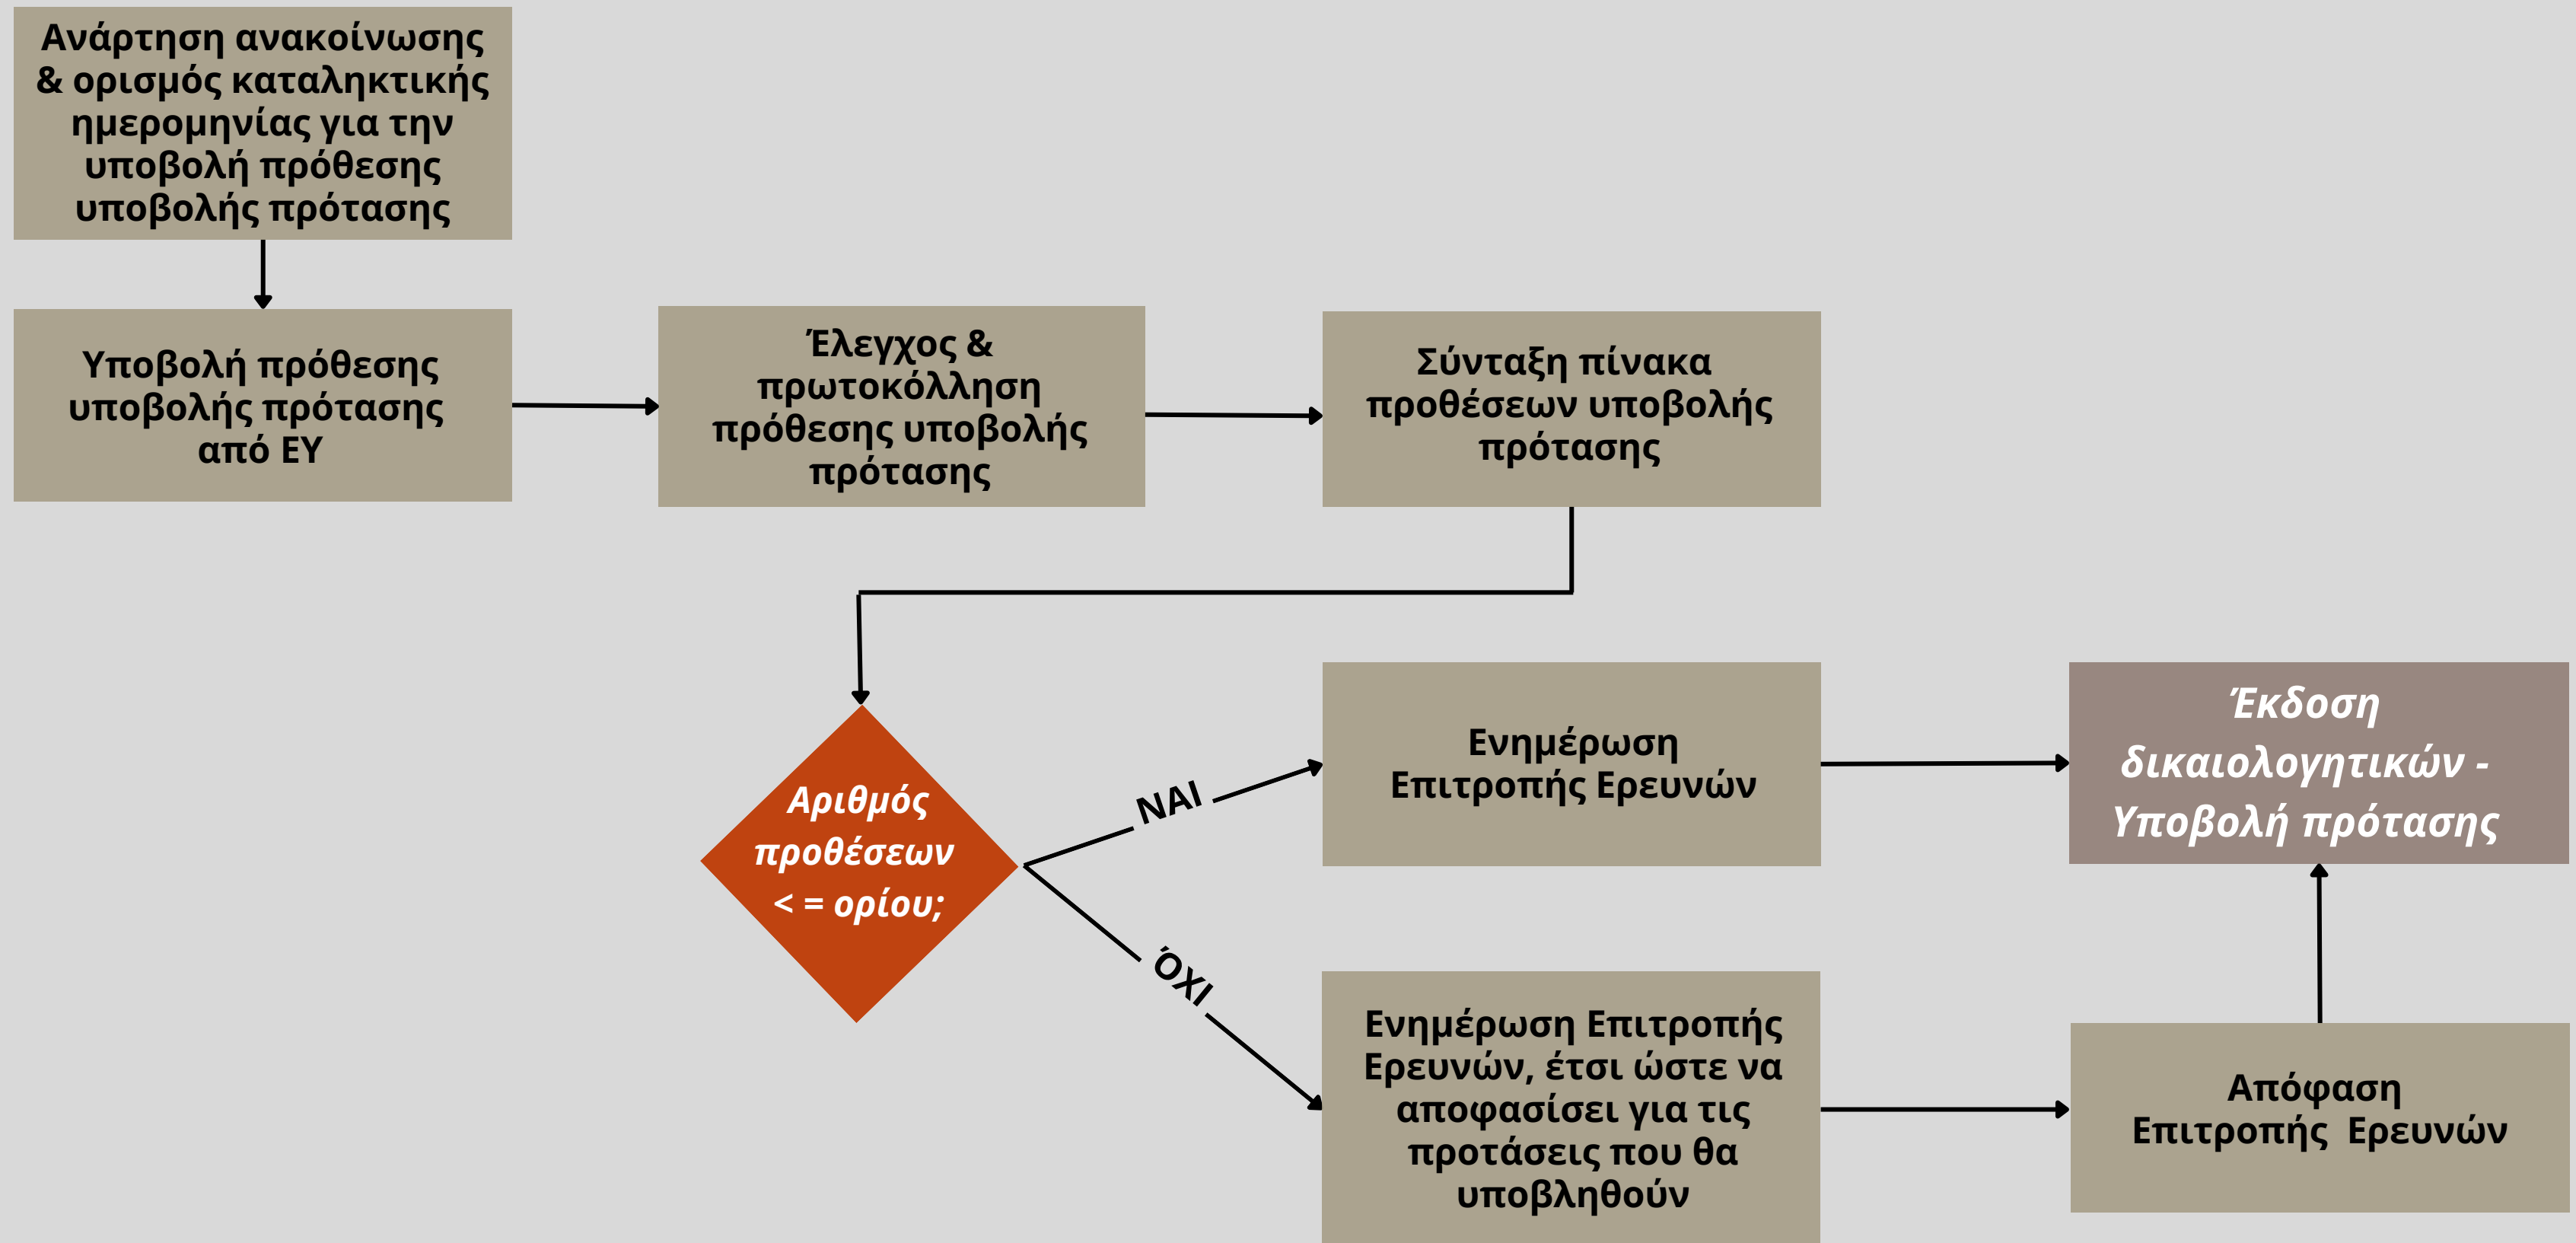 Ανάρτηση ανακοίνωσης
& ορισμός καταληκτικής
ημερομηνίας για την
υποβολή πρόθεσης
υποβολής πρότασης
Υποβολή πρόθεσης
υποβολής πρότασης
από ΕΥ
Έλεγχος &
πρωτοκόλληση
πρόθεσης υποβολής
πρότασης
Σύνταξη πίνακα
προθέσεων υποβολής
πρότασης
Αριθμός
προθέσεων
< = ορίου;
ΝΑΙ
Ενημέρωση
Επιτροπής Ερευνών
Έκδοση
δικαιολογητικών -
Υποβολή πρότασης
ΌΧΙ
Ενημέρωση Επιτροπής
Ερευνών, έτσι ώστε να
αποφασίσει για τις
προτάσεις που θα
υποβληθούν
Απόφαση
Επιτροπής  Ερευνών